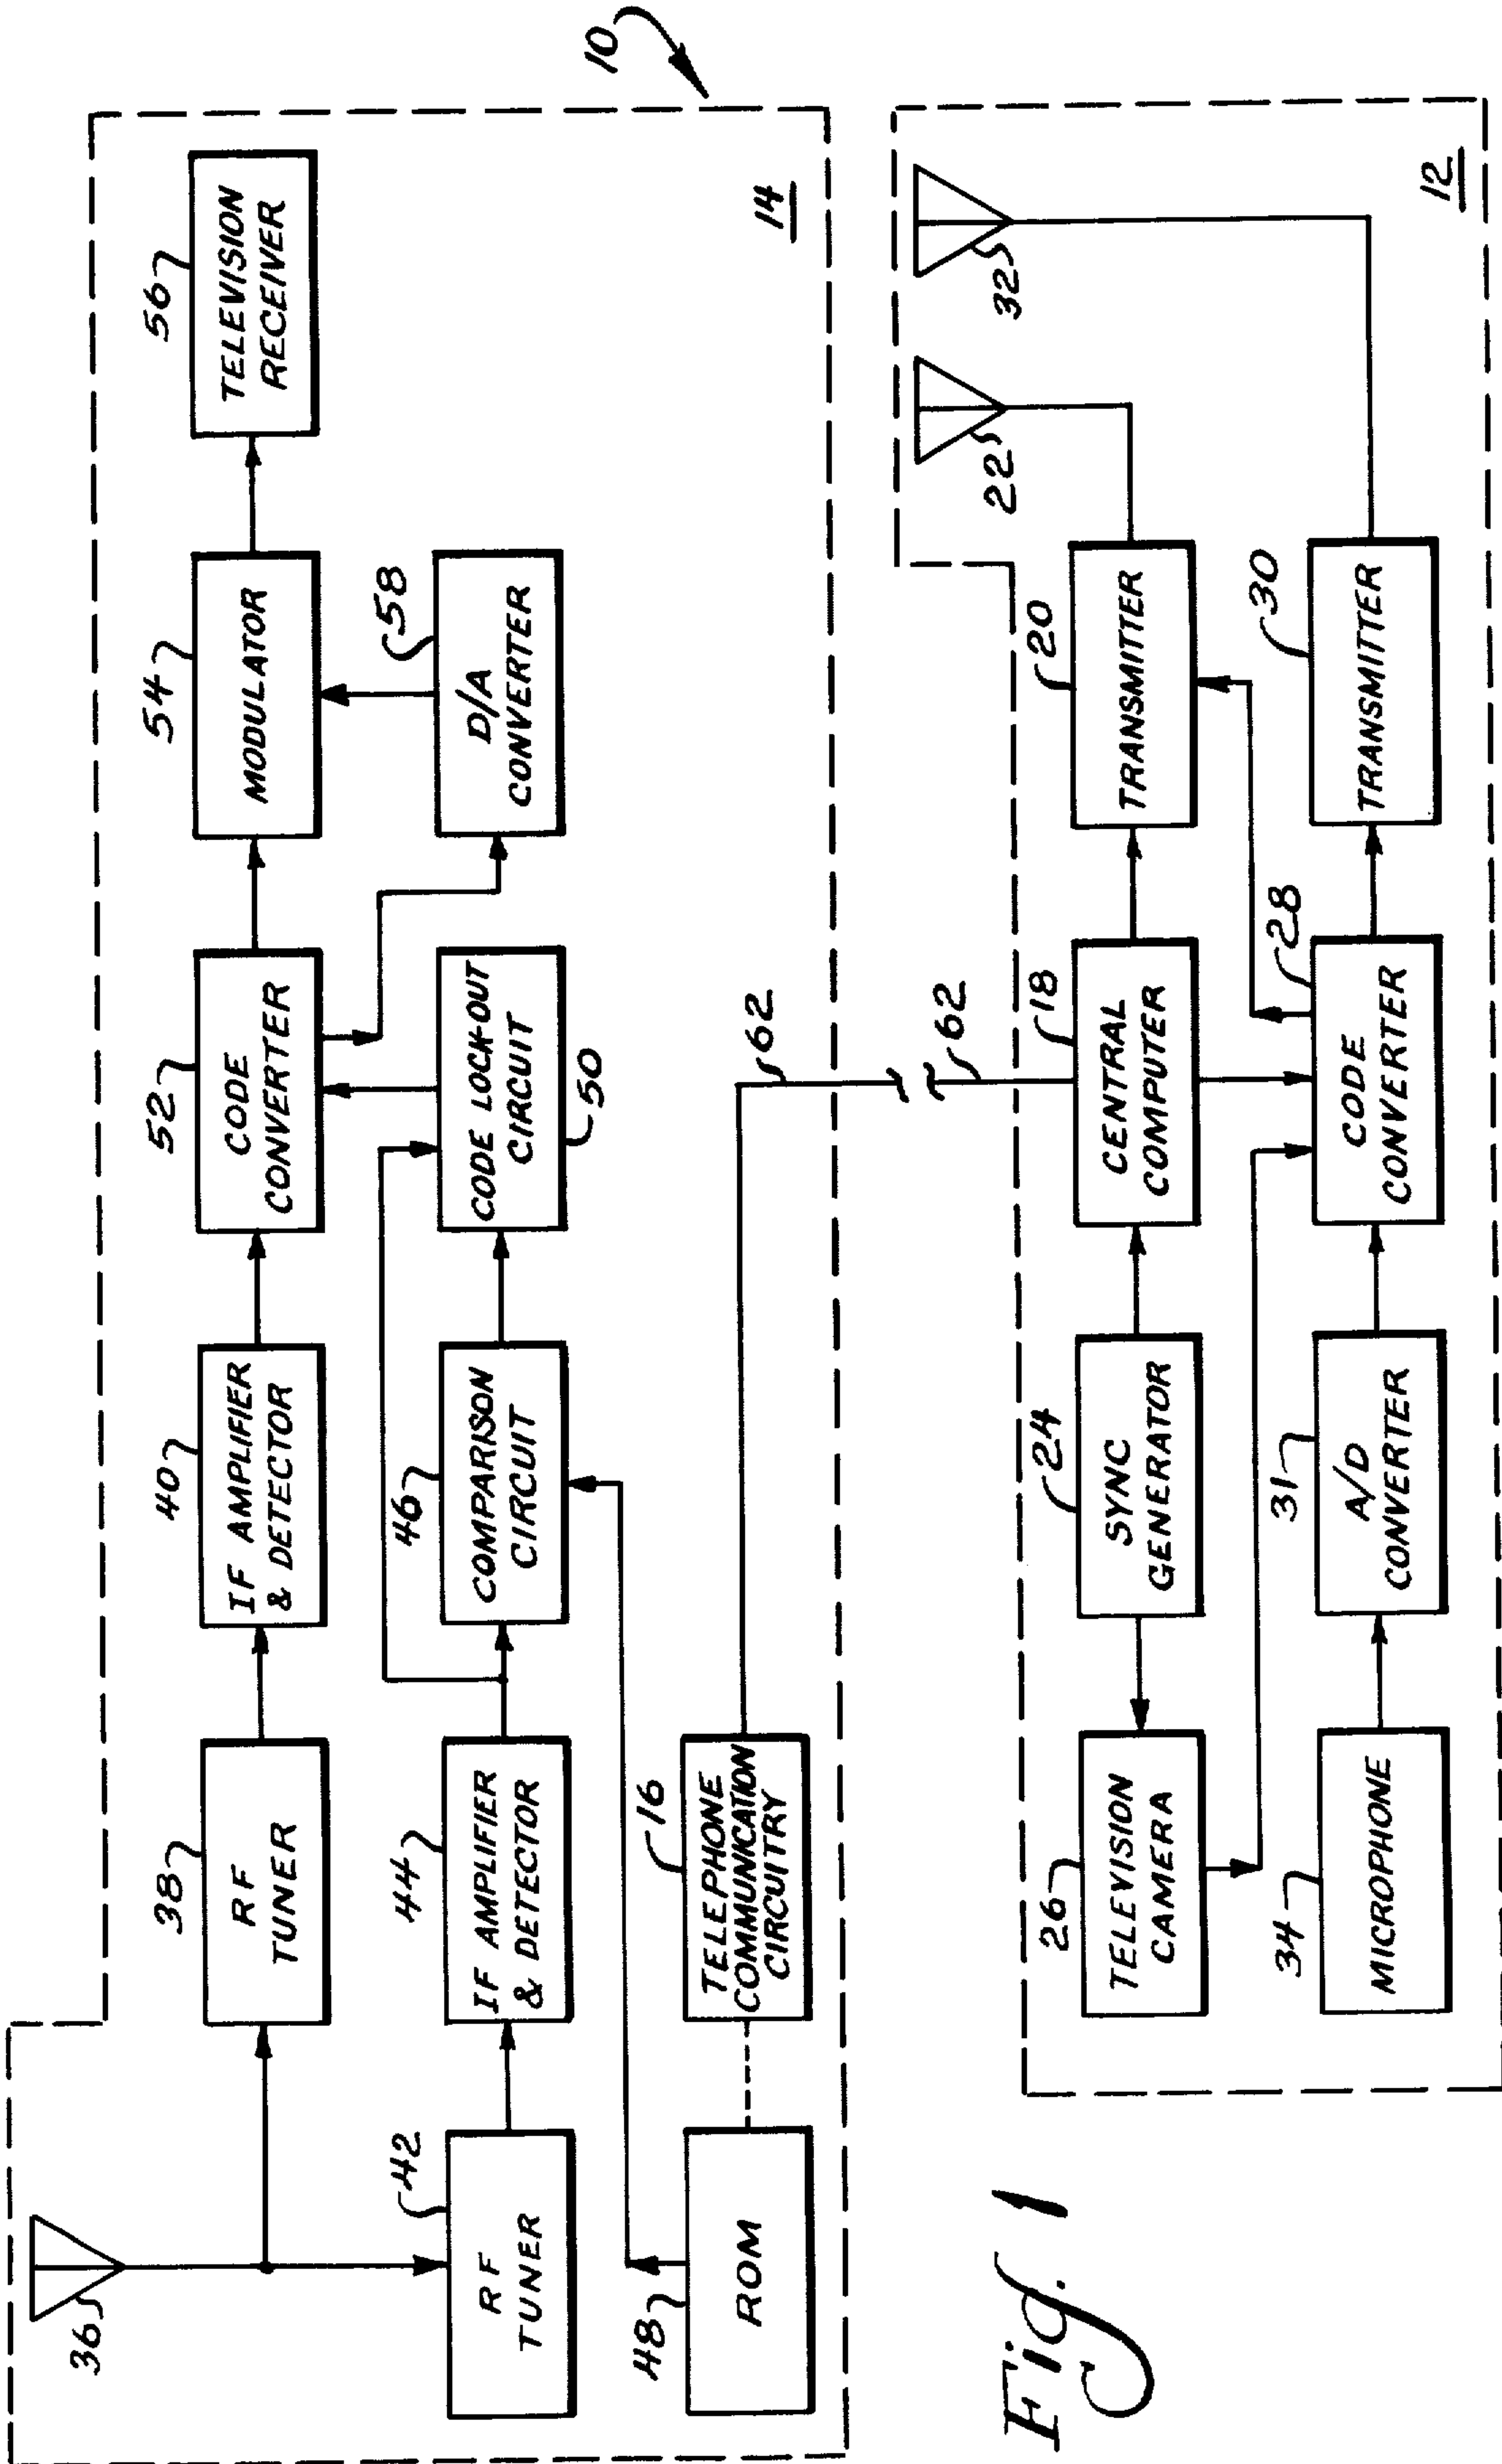 10
36
38
RF
TUNER
40
IF AMPLIFIER
& DETECTOR
52
CODE
CONVERTER
54
MODULATOR
56
TELEVISION
RECEIVER
42
RF
TUNER
44
IF AMPLIFIER
& DETECTOR
46
COMPARISON
CIRCUIT
CODE LOCK-OUT
CIRCUIT
50
58
D/A
CONVERTER
48
ROM
16
TELEPHONE
COMMUNICATION
CIRCUITRY
62
14
62
22
32
26
TELEVISION
CAMERA
24
SYNC
GENERATOR
18
CENTRAL
COMPUTER
20
TRANSMITTER
34
MICROPHONE
31
A/D
CONVERTER
28
CODE
CONVERTER
30
TRANSMITTER
12
Fig. 1